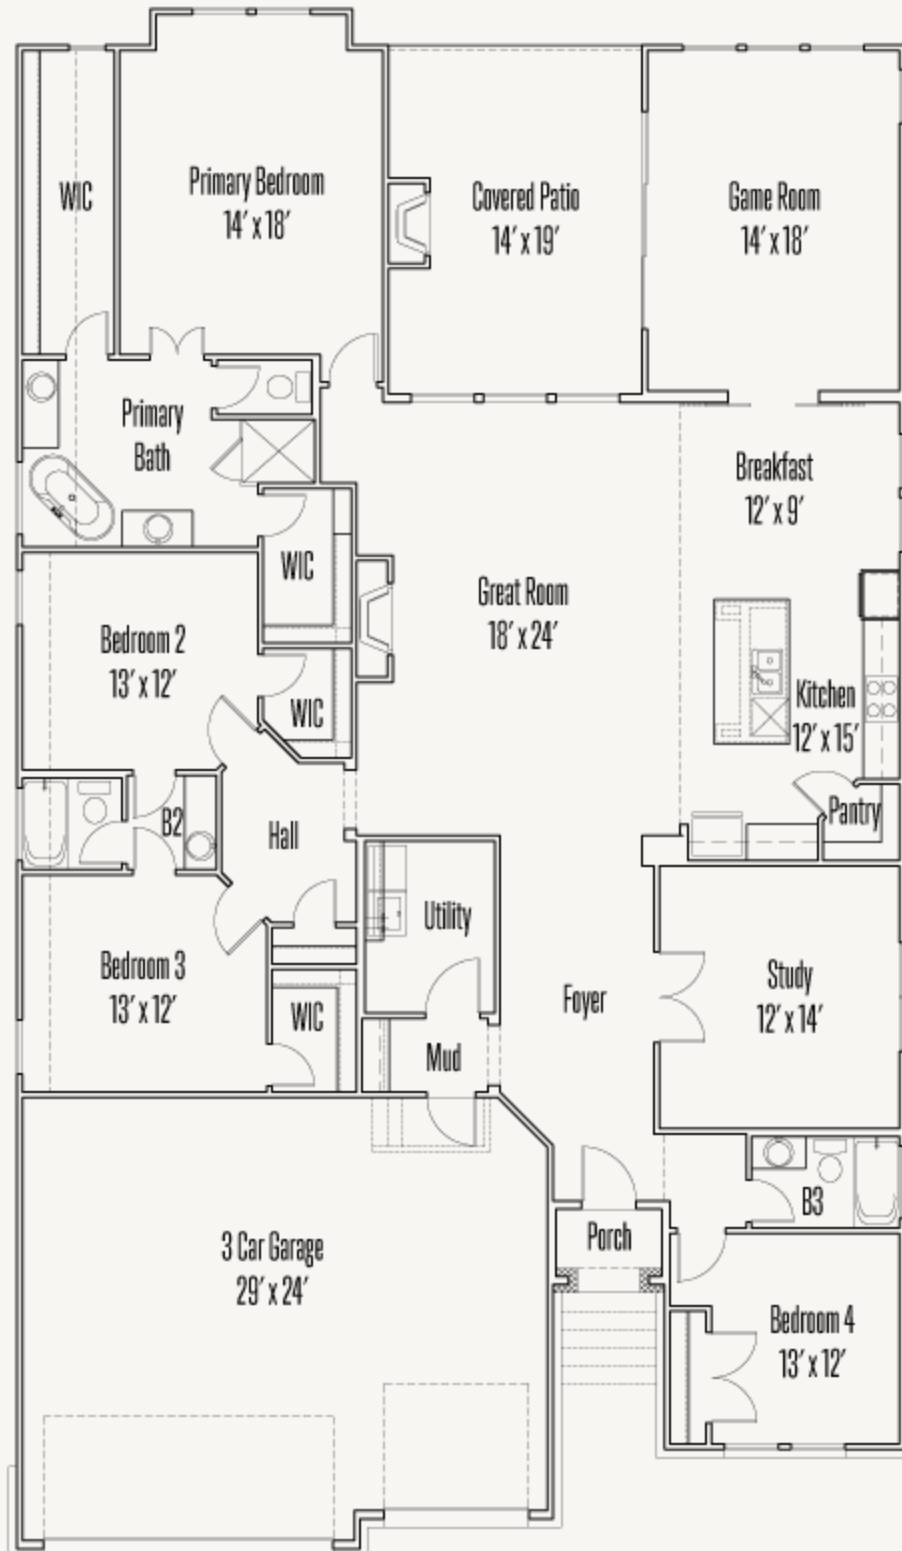 WIC
Primary Bedroom
14' x 18'
Covered Patio
14' x 19'
Game Room
14' x 18'
Primary
Bath
Breakfast
12' x 9'
WIC
Great Room
18' x 24'
Bedroom 2
13' x 12'
WIC
Kitchen
12' x 15'
Pantry
B2
Hall
Utility
Bedroom 3
13' x 12'
WIC
Mud
Foyer
Study
12' x 14'
B3
3 Car Garage
29' x 24'
Porch
Bedroom 4
13' x 12'